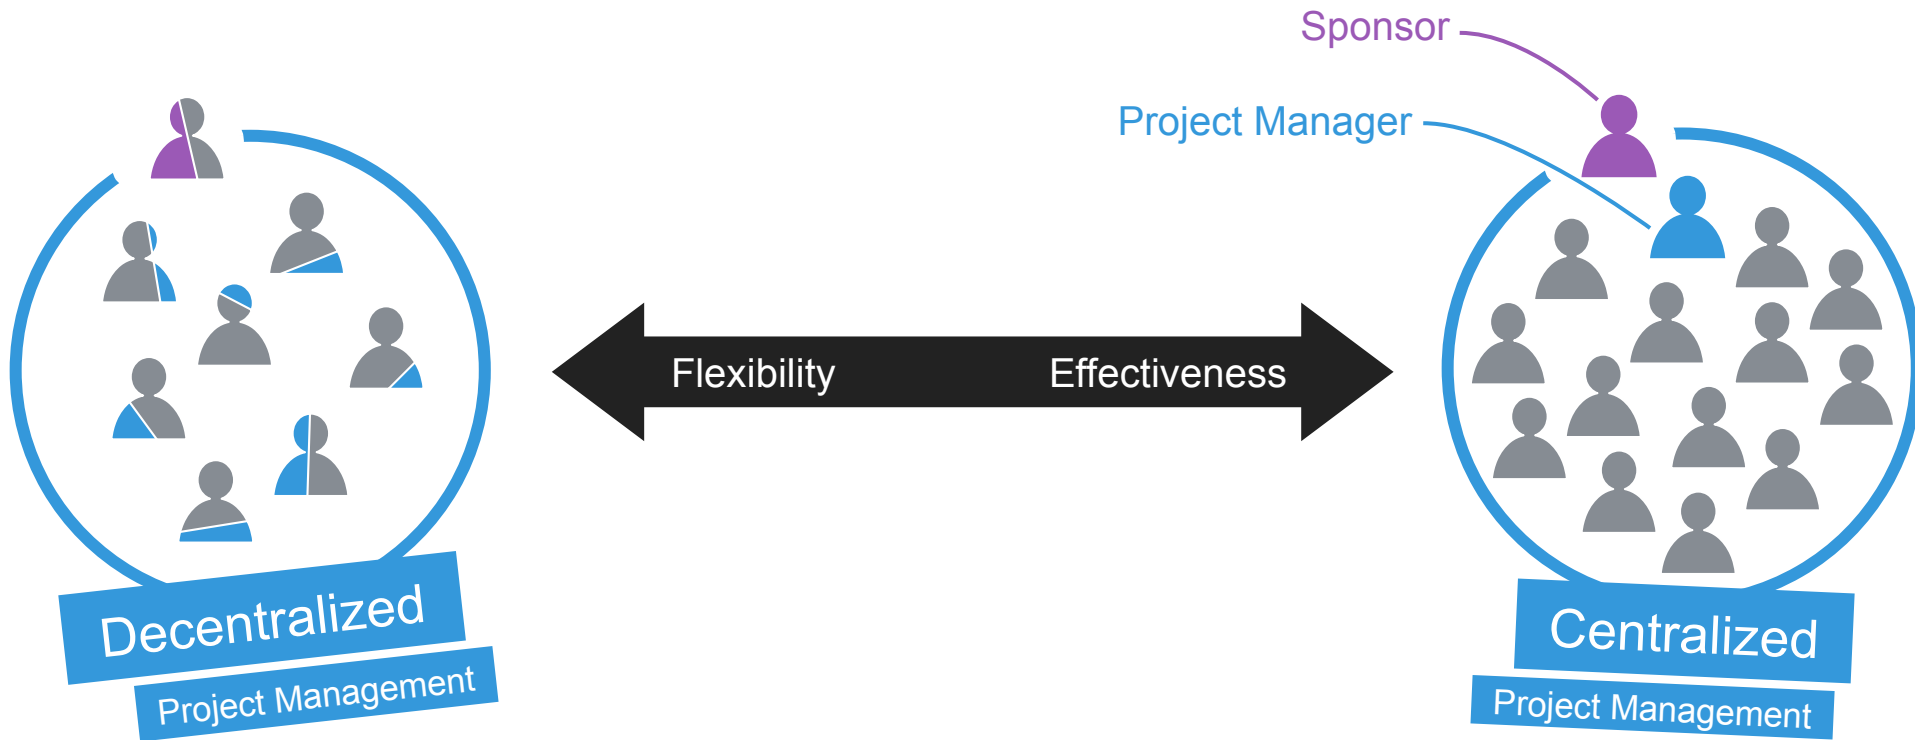 Sponsor
Project Manager
Flexibility
Effectiveness
Decentralized
Project Management
Centralized
Project Management